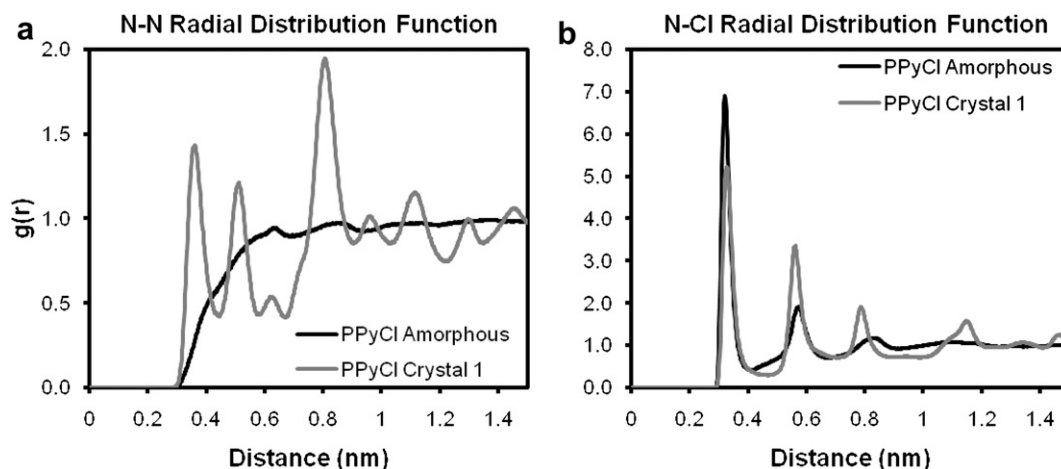 a
N-N Radial Distribution Function
2.0
1.5
1.0
0.5
0.0
g(r)
PPyCl Amorphous
PPyCl Crystal 1
0 0.2 0.4 0.6 0.8 1 1.2 1.4
Distance (nm)
b
N-Cl Radial Distribution Function
8.0
7.0
6.0
5.0
4.0
3.0
2.0
1.0
0.0
PPyCl Amorphous
PPyCl Crystal 1
0 0.2 0.4 0.6 0.8 1 1.2 1.4
Distance (nm)